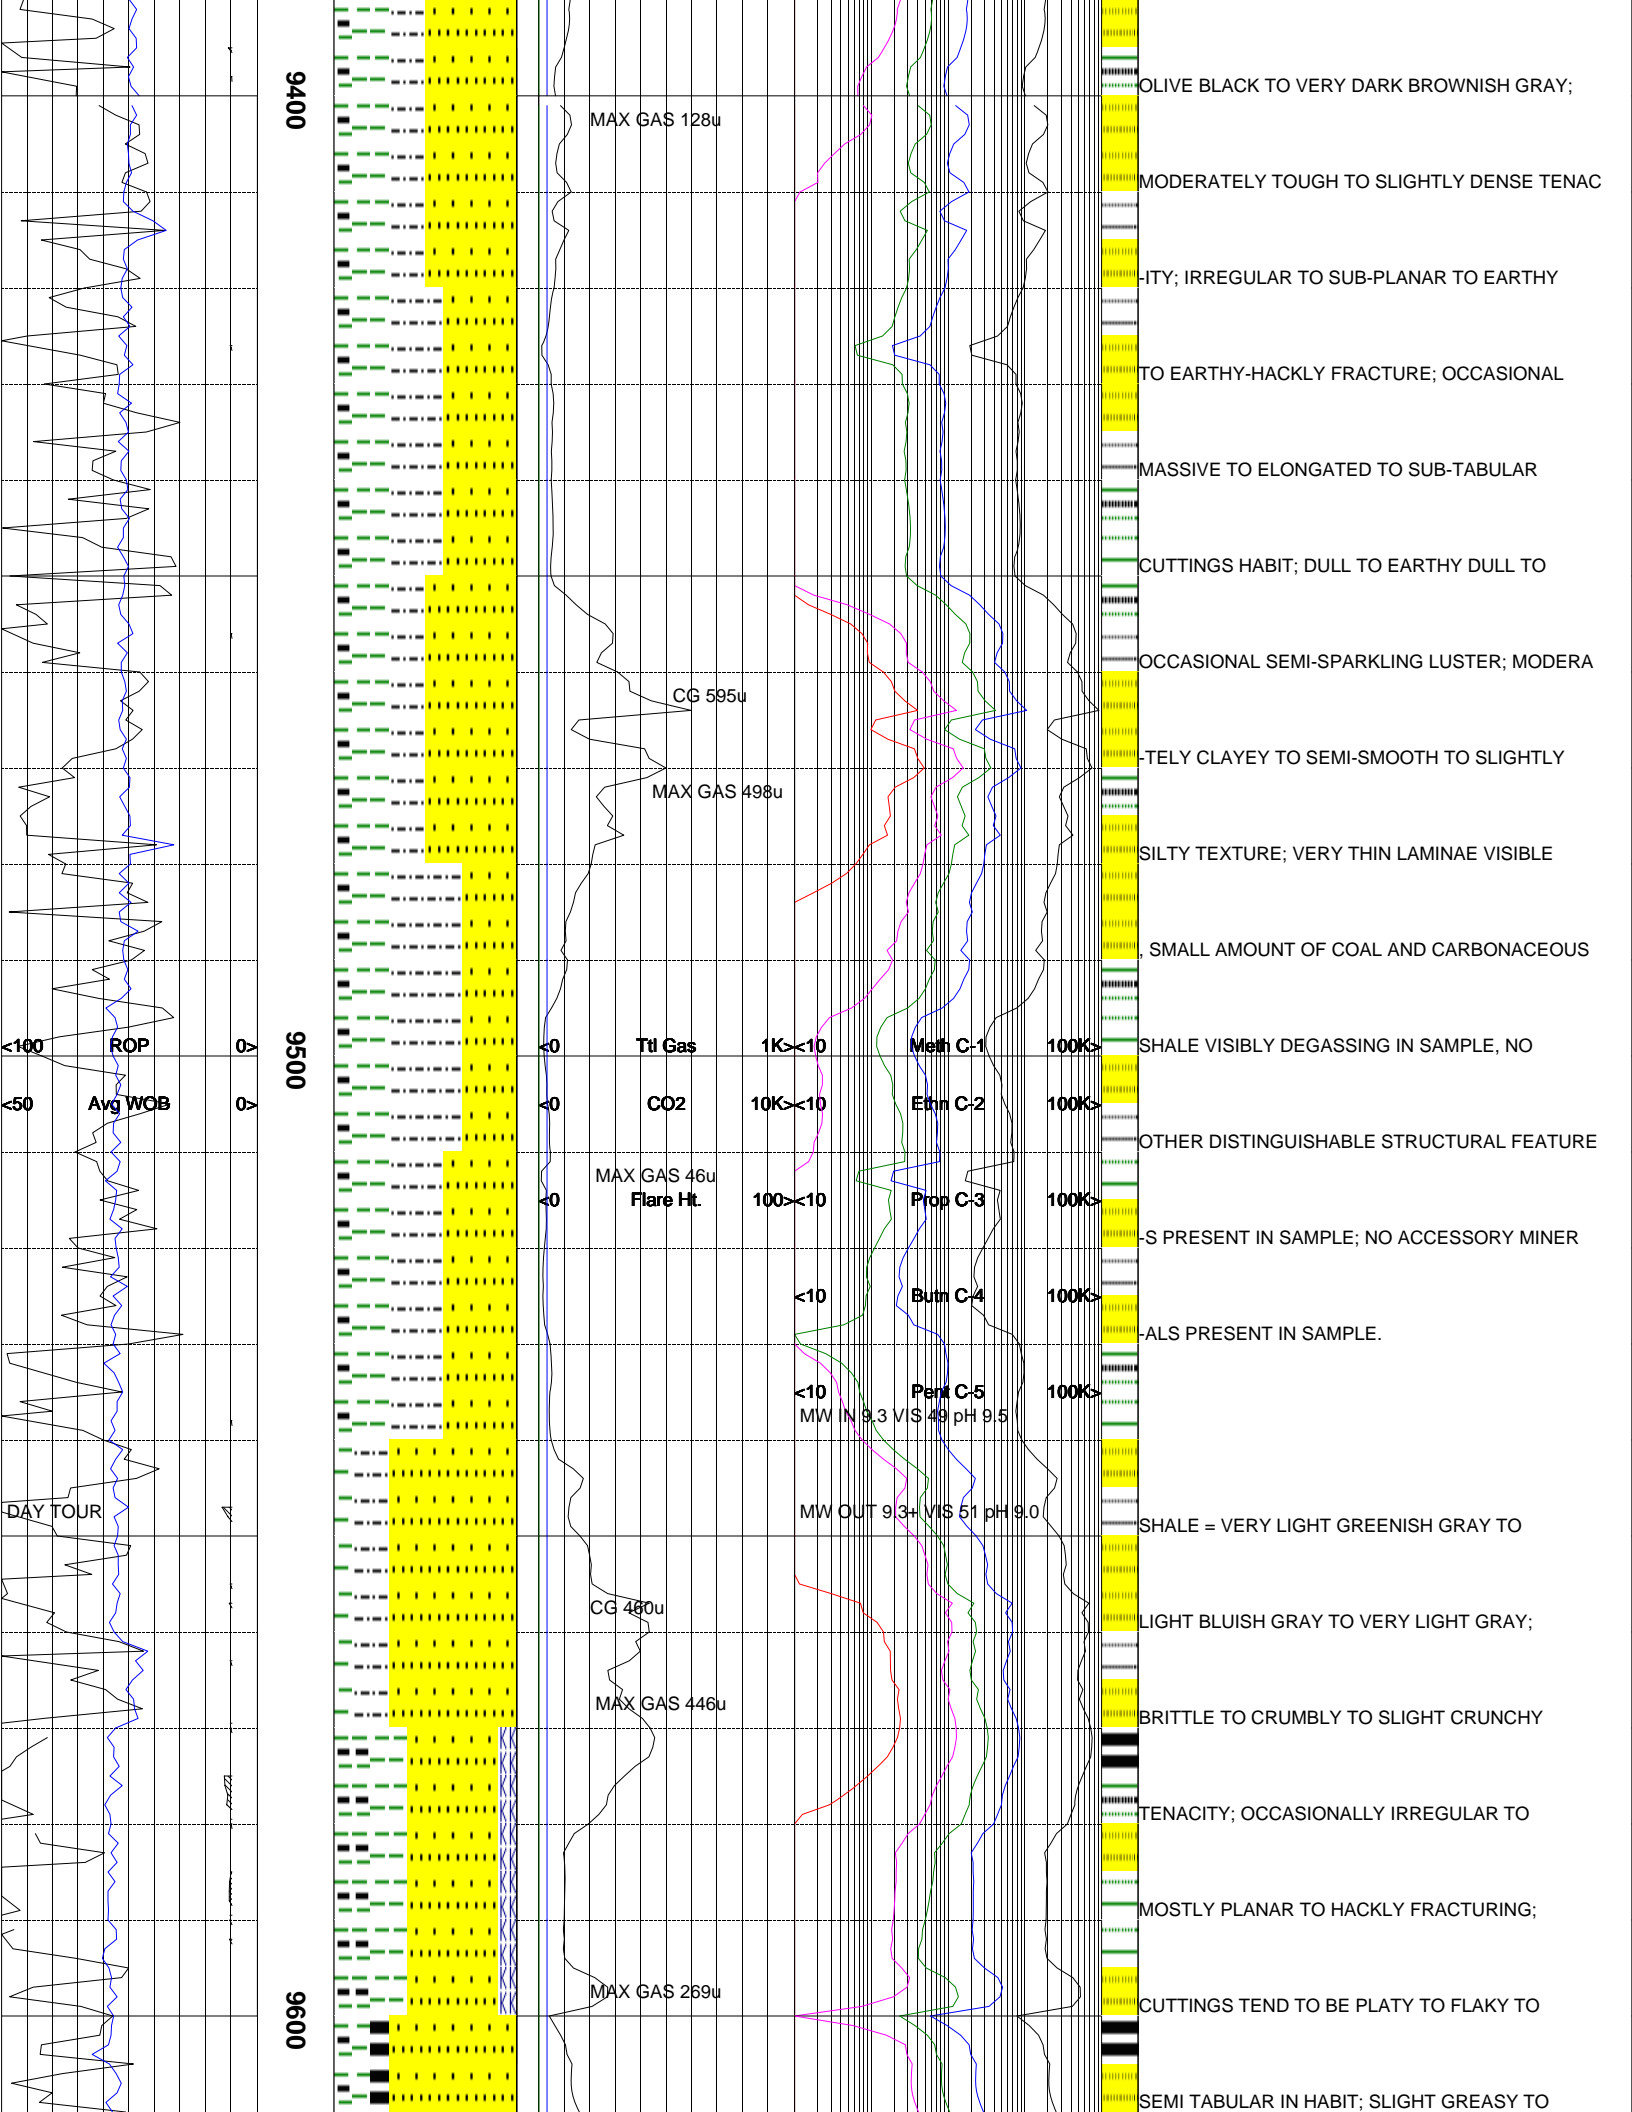 OLIVE BLACK TO VERY DARK BROWNISH GRAY;
9400
MAX GAS 128u
MODERATELY TOUGH TO SLIGHTLY DENSE TENAC
-ITY; IRREGULAR TO SUB-PLANAR TO EARTHY
TO EARTHY-HACKLY FRACTURE; OCCASIONAL
MASSIVE TO ELONGATED TO SUB-TABULAR
CUTTINGS HABIT; DULL TO EARTHY DULL TO
OCCASIONAL SEMI-SPARKLING LUSTER; MODERA
CG 595u
-TELY CLAYEY TO SEMI-SMOOTH TO SLIGHTLY
MAX GAS 498u
SILTY TEXTURE; VERY THIN LAMINAE VISIBLE
, SMALL AMOUNT OF COAL AND CARBONACEOUS
<100 ROP 0>
9500
<0 Ttl Gas 1K>
<10 Meth C-1 100K>
SHALE VISIBLY DEGASSING IN SAMPLE, NO
<50 Avg WOB 0>
<0 CO2 10K>
<10 Ethn C-2 100K>
OTHER DISTINGUISHABLE STRUCTURAL FEATURE
MAX GAS 46u
<0 Flare Ht. 100>
<10 Prop C-3 100K>
-S PRESENT IN SAMPLE; NO ACCESSORY MINER
<10 Butn C-4 100K>
-ALS PRESENT IN SAMPLE.
<10 Pent C-5 100K>
MW IN 9.3 VIS 49 pH 9.5
DAY TOUR
MW OUT 9.3+ VIS 51 pH 9.0
SHALE = VERY LIGHT GREENISH GRAY TO
CG 460u
LIGHT BLUISH GRAY TO VERY LIGHT GRAY;
MAX GAS 446u
BRITTLE TO CRUMBLY TO SLIGHT CRUNCHY
TENACITY; OCCASIONALLY IRREGULAR TO
MOSTLY PLANAR TO HACKLY FRACTURING;
MAX GAS 269u
CUTTINGS TEND TO BE PLATY TO FLAKY TO
9600
SEMI TABULAR IN HABIT; SLIGHT GREASY TO